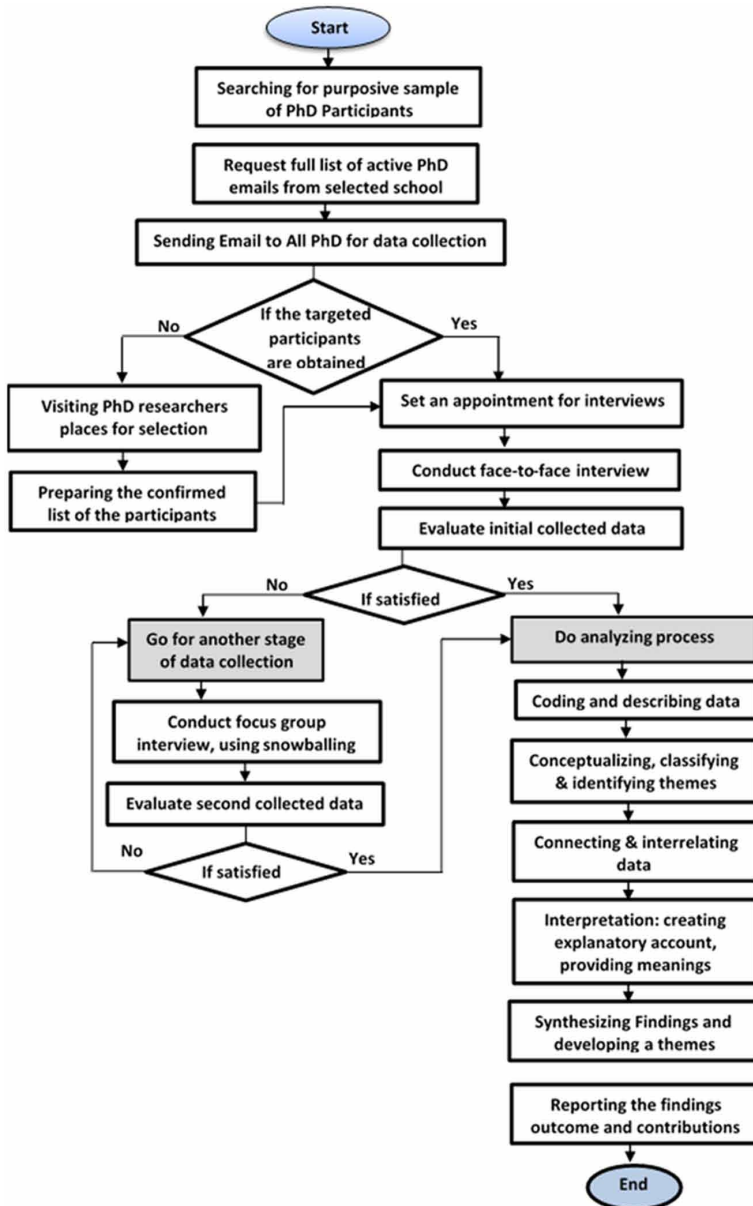 Start
Searching for purposive sample
of PhD Participants
Request full list of active PhD
emails from selected school
Sending Email to All PhD for data collection
No
If the targeted
participants
are obtained
Yes
Visiting PhD researchers
places for selection
Set an appointment for interviews
Preparing the confirmed
list of the participants
Conduct face-to-face interview
Evaluate initial collected data
No
If satisfied
Yes
Go for another stage
of data collection
Do analyzing process
Conduct focus group
interview, using snowballing
Coding and describing data
Evaluate second collected data
Conceptualizing, classifying
& identifying themes
No
If satisfied
Yes
Connecting & interrelating
data
Interpretation: creating
explanatory account,
providing meanings
Synthesizing Findings and
developing a themes
Reporting the findings
outcome and contributions
End